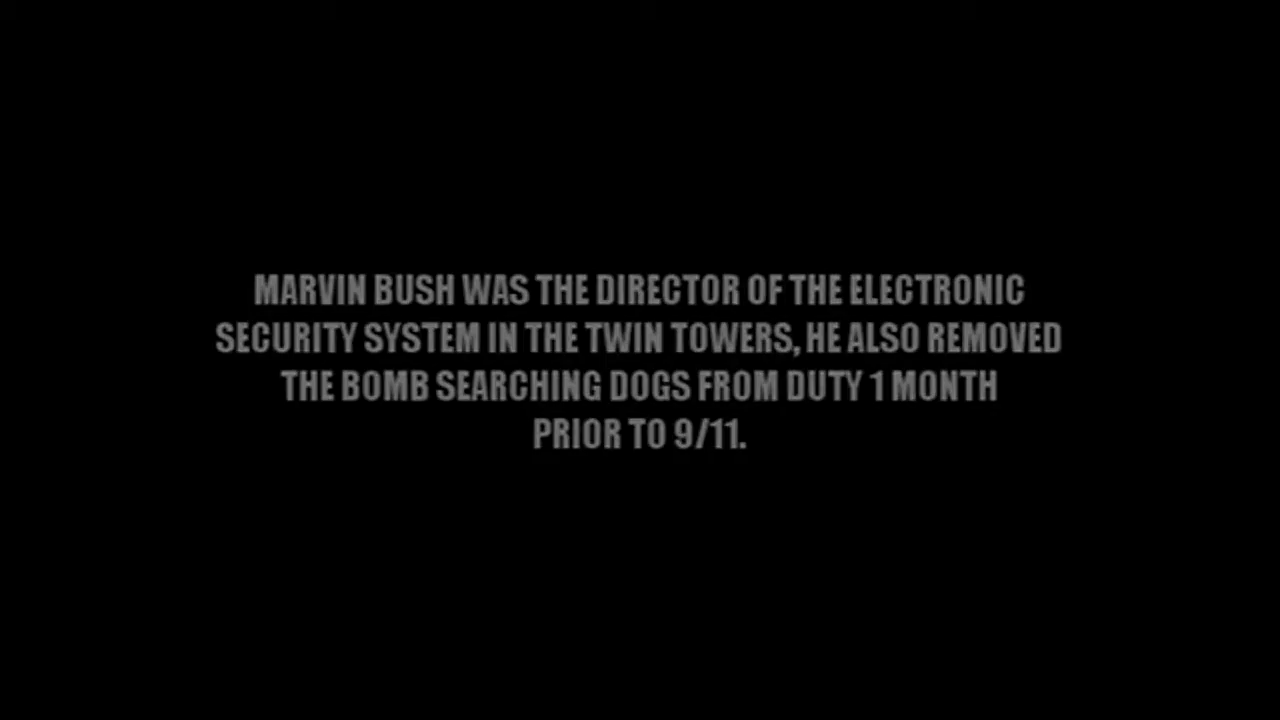 MARVIN BUSH WAS THE DIRECTOR OF THE ELECTRONIC
SECURITY SYSTEM IN THE TWIN TOWERS, HE ALSO REMOVED
THE BOMB SEARCHING DOGS FROM DUTY 1 MONTH
PRIOR TO 9/11.